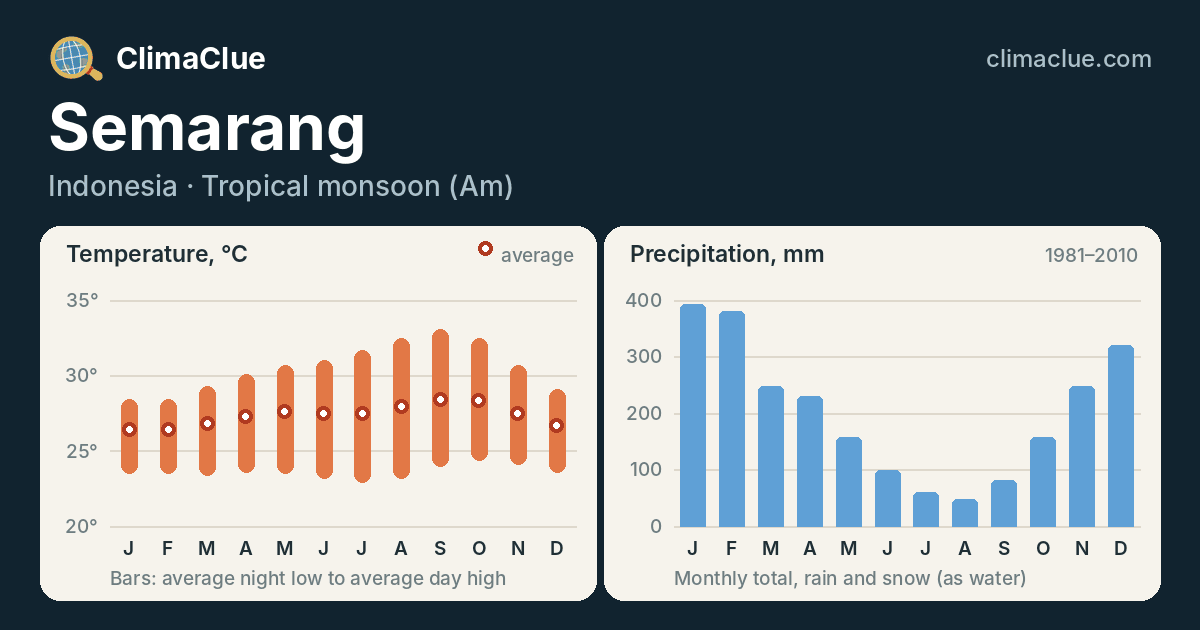 ClimaClue
climaclue.com
Semarang
Indonesia · Tropical monsoon (Am)
Temperature, °C
average
35°
30°
25°
20°
J F M A M J J A S O N D
Bars: average night low to average day high
Precipitation, mm
1981–2010
400
300
200
100
0
J F M A M J J A S O N D
Monthly total, rain and snow (as water)